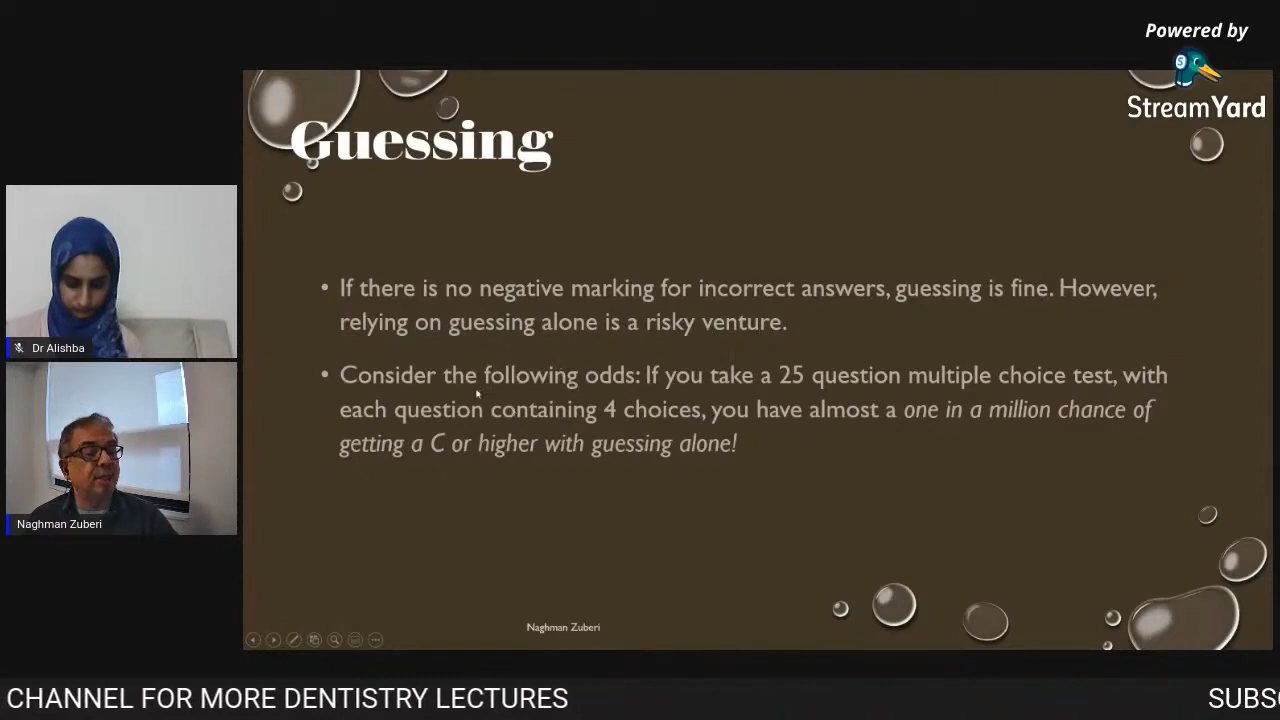 Powered by
StreamYard
Guessing
• If there is no negative marking for incorrect answers, guessing is fine. However,
relying on guessing alone is a risky venture.
• Consider the following odds: If you take a 25 question multiple choice test, with
each question containing 4 choices, you have almost a one in a million chance of
getting a C or higher with guessing alone!
Dr Alishba
Naghman Zuberi
Naghman Zuberi
CHANNEL FOR MORE DENTISTRY LECTURES